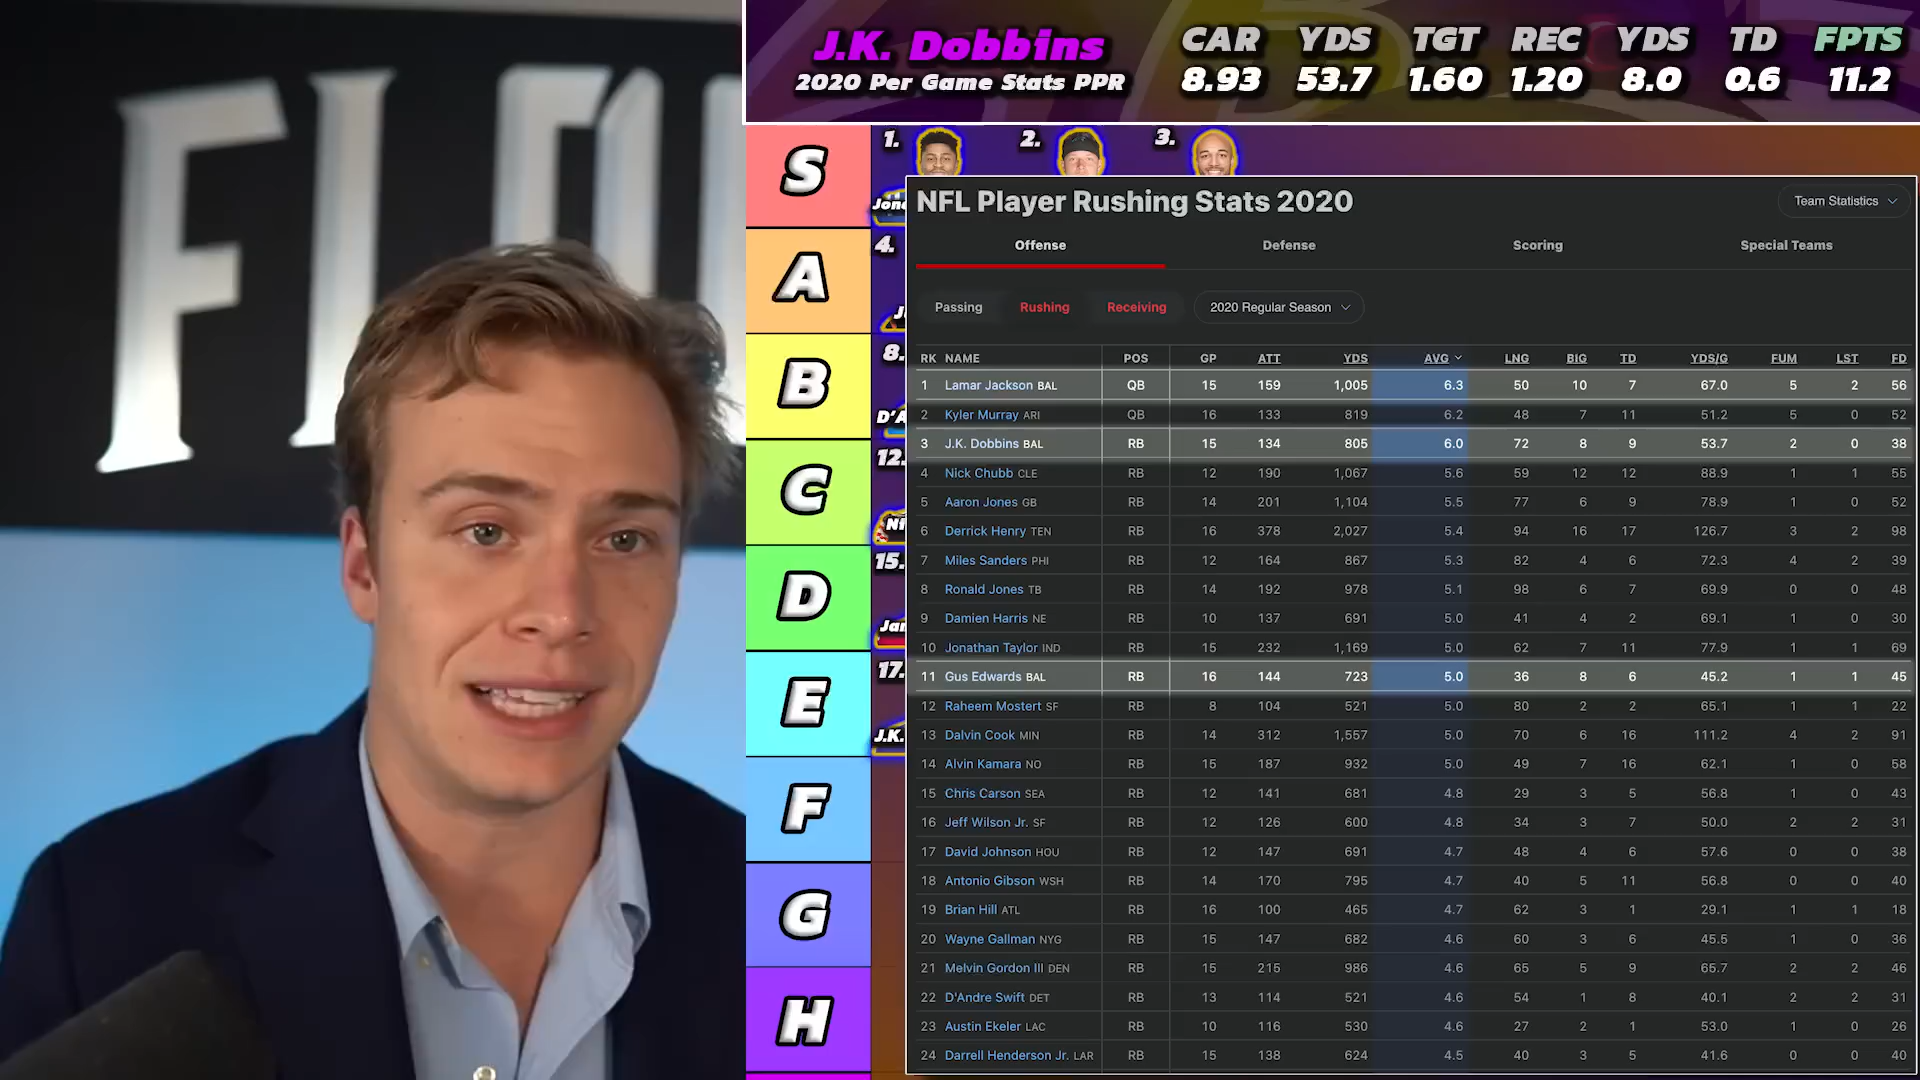 J.K. Dobbins
2020 Per Game Stats PPR
CAR YDS TGT REC YDS TD FPTS
8.93 53.7 1.60 1.20 8.0 0.6 11.2
S
1. 2. 3.
A
4.
B
8.
C
12.
D
15.
E
17.
J.K.
F
G
H
NFL Player Rushing Stats 2020
Team Statistics
Offense Defense Scoring Special Teams
Passing Rushing Receiving 2020 Regular Season
RK NAME POS GP ATT YDS AVG LNG BIG TD YDS/G FUM LST FD
1 Lamar Jackson BAL QB 15 159 1,005 6.3 50 10 7 67.0 5 2 56
2 Kyler Murray ARI QB 16 133 819 6.2 48 7 11 51.2 5 0 52
3 J.K. Dobbins BAL RB 15 134 805 6.0 72 8 9 53.7 2 0 38
4 Nick Chubb CLE RB 12 190 1,067 5.6 59 12 12 88.9 1 1 55
5 Aaron Jones GB RB 14 201 1,104 5.5 77 6 9 78.9 1 0 52
6 Derrick Henry TEN RB 16 378 2,027 5.4 94 16 17 126.7 3 2 98
7 Miles Sanders PHI RB 12 164 867 5.3 82 4 6 72.3 4 2 39
8 Ronald Jones TB RB 14 192 978 5.1 98 6 7 69.9 0 0 48
9 Damien Harris NE RB 10 137 691 5.0 41 4 2 69.1 1 0 30
10 Jonathan Taylor IND RB 15 232 1,169 5.0 62 7 11 77.9 1 1 69
11 Gus Edwards BAL RB 16 144 723 5.0 36 8 6 45.2 1 1 45
12 Raheem Mostert SF RB 8 104 521 5.0 80 2 2 65.1 1 1 22
13 Dalvin Cook MIN RB 14 312 1,557 5.0 70 6 16 111.2 4 2 91
14 Alvin Kamara NO RB 15 187 932 5.0 49 7 16 62.1 1 0 58
15 Chris Carson SEA RB 12 141 681 4.8 29 3 5 56.8 1 0 43
16 Jeff Wilson Jr. SF RB 12 126 600 4.8 34 3 7 50.0 2 2 31
17 David Johnson HOU RB 12 147 691 4.7 48 4 6 57.6 0 0 38
18 Antonio Gibson WSH RB 14 170 795 4.7 40 5 11 56.8 0 0 40
19 Brian Hill ATL RB 16 100 465 4.7 62 3 1 29.1 1 1 18
20 Wayne Gallman NYG RB 15 147 682 4.6 60 3 6 45.5 1 0 36
21 Melvin Gordon III DEN RB 15 215 986 4.6 65 5 9 65.7 2 2 46
22 D'Andre Swift DET RB 13 114 521 4.6 54 1 8 40.1 2 2 31
23 Austin Ekeler LAC RB 10 116 530 4.6 27 2 1 53.0 1 0 26
24 Darrell Henderson Jr. LAR RB 15 138 624 4.5 40 3 5 41.6 0 0 40